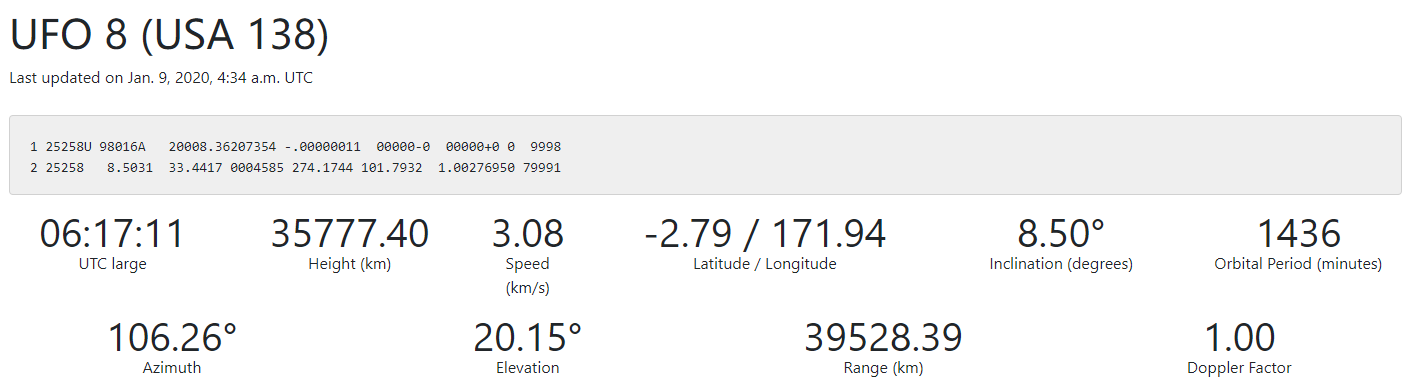 UFO 8 (USA 138)
Last updated on Jan. 9, 2020, 4:34 a.m. UTC
1 25258U 98016A   20008.36207354 -.00000011  00000-0  00000+0 0  9998
2 25258   8.5031  33.4417 0004585 274.1744 101.7932  1.00276950 79991
06:17:11 35777.40 3.08 -2.79 / 171.94 8.50° 1436
UTC large Height (km) Speed Latitude / Longitude Inclination (degrees) Orbital Period (minutes)
(km/s)
106.26° 20.15° 39528.39 1.00
Azimuth Elevation Range (km) Doppler Factor